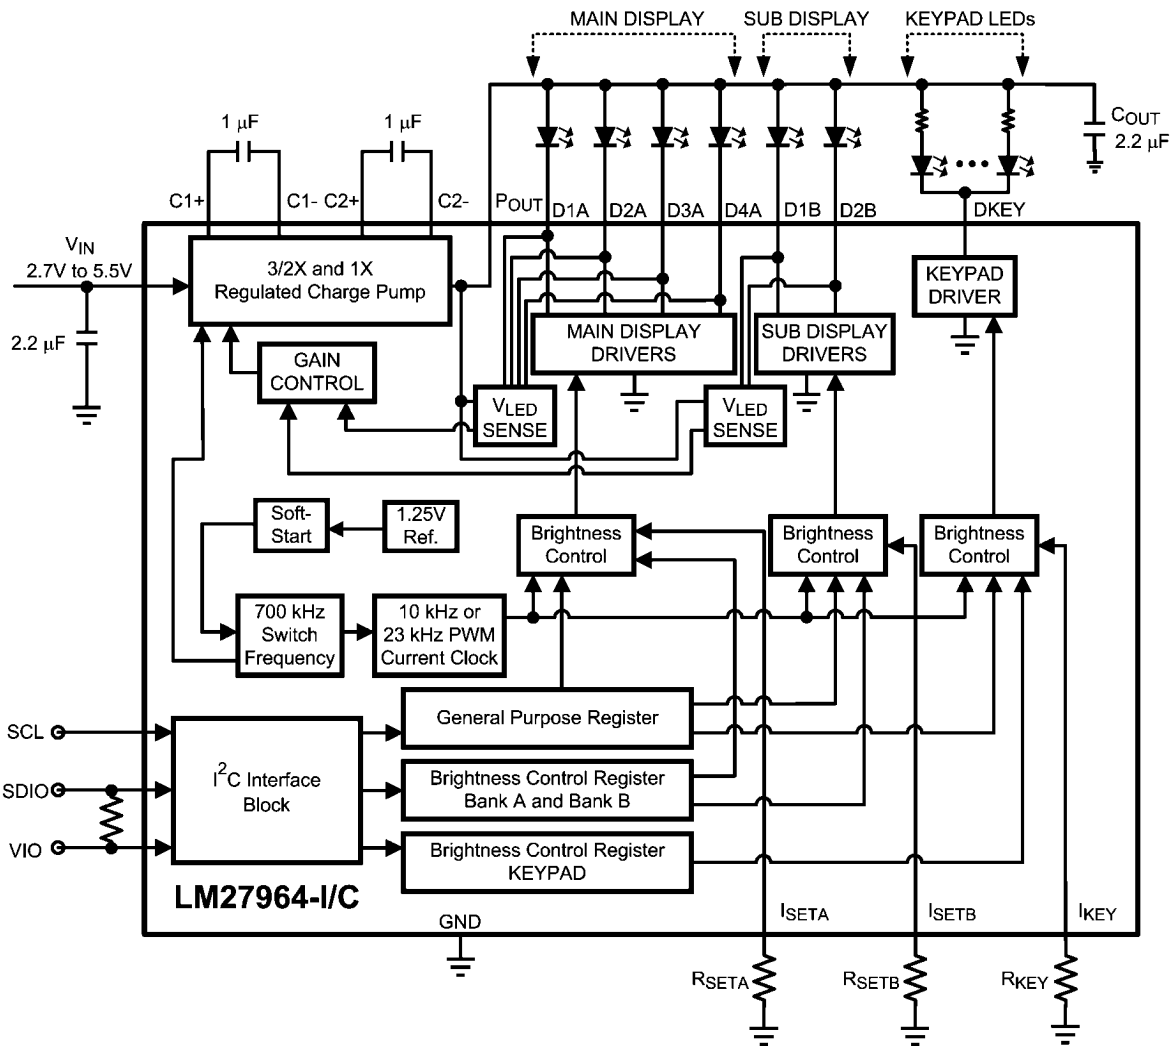 MAIN DISPLAY
SUB DISPLAY
KEYPAD LEDs
1 µF
1 µF
COUT
2.2 µF
C1+
C1-
C2+
C2-
POUT
D1A
D2A
D3A
D4A
D1B
D2B
DKEY
VIN
2.7V to 5.5V
3/2X and 1X
Regulated Charge Pump
KEYPAD
DRIVER
2.2 µF
MAIN DISPLAY
DRIVERS
SUB DISPLAY
DRIVERS
GAIN
CONTROL
VLED
SENSE
VLED
SENSE
Soft-
Start
1.25V
Ref.
Brightness
Control
Brightness
Control
Brightness
Control
700 kHz
Switch
Frequency
10 kHz or
23 kHz PWM
Current Clock
General Purpose Register
SCL
SDIO
VIO
I2C Interface
Block
Brightness Control Register
Bank A and Bank B
Brightness Control Register
KEYPAD
LM27964-I/C
GND
ISETA
ISETB
IKEY
RSETA
RSETB
RKEY